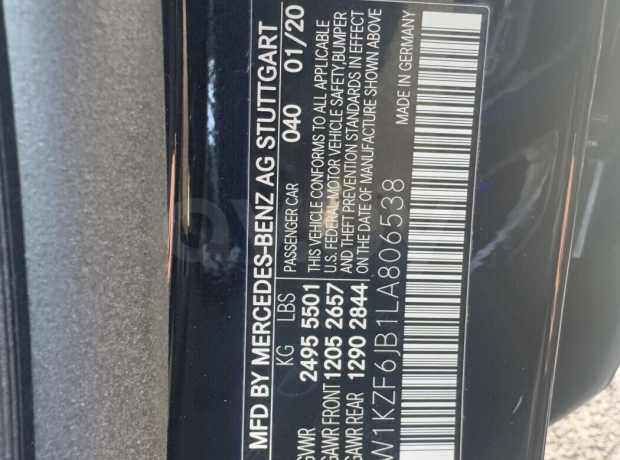 MFD BY MERCEDES-BENZ AG STUTTGART
KG LBS PASSENGER CAR 040 01/20
GVWR 2495 5501 THIS VEHICLE CONFORMS TO ALL APPLICABLE
U.S. FEDERAL MOTOR VEHICLE SAFETY,BUMPER
GAWR FRONT 1205 2657 AND THEFT PREVENTION STANDARDS IN EFFECT
GAWR REAR 1290 2844 ON THE DATE OF MANUFACTURE SHOWN ABOVE
MADE IN GERMANY
W1KZF6JB1LA806538